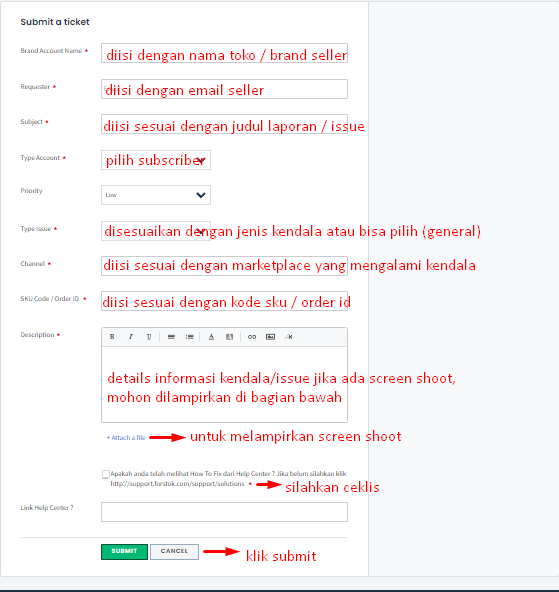 Submit a ticket
Brand Account Name *
diisi dengan nama toko / brand seller
Requester *
diisi dengan email seller
Subject *
diisi sesuai dengan judul laporan / issue
Type Account *
pilih subscriber
Priority
Low
Type Issue *
disesuaikan dengan jenis kendala atau bisa pilih (general)
Channel *
diisi sesuai dengan marketplace yang mengalami kendala
SKU Code / Order ID *
diisi sesuai dengan kode sku / order id
Description *
B I U A
details informasi kendala/issue jika ada screen shoot,
mohon dilampirkan di bagian bawah
+ Attach a file
untuk melampirkan screen shoot
Apakah anda telah melihat How To Fix dari Help Center ? Jika belum silahkan klik
http://support.forstok.com/support/solutions *
silahkan ceklis
Link Help Center ?
SUBMIT CANCEL
klik submit